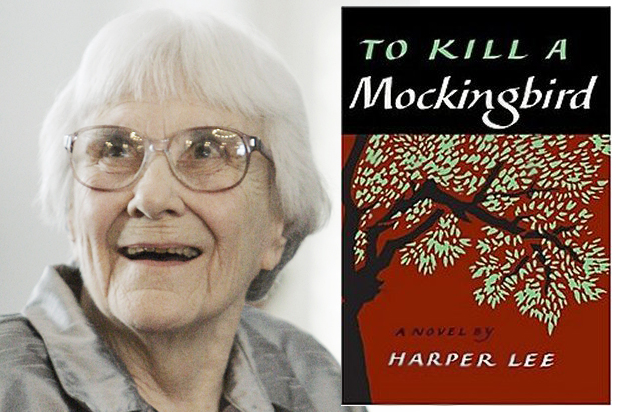 TO KILL A
Mockingbird
A NOVEL BY
HARPER LEE